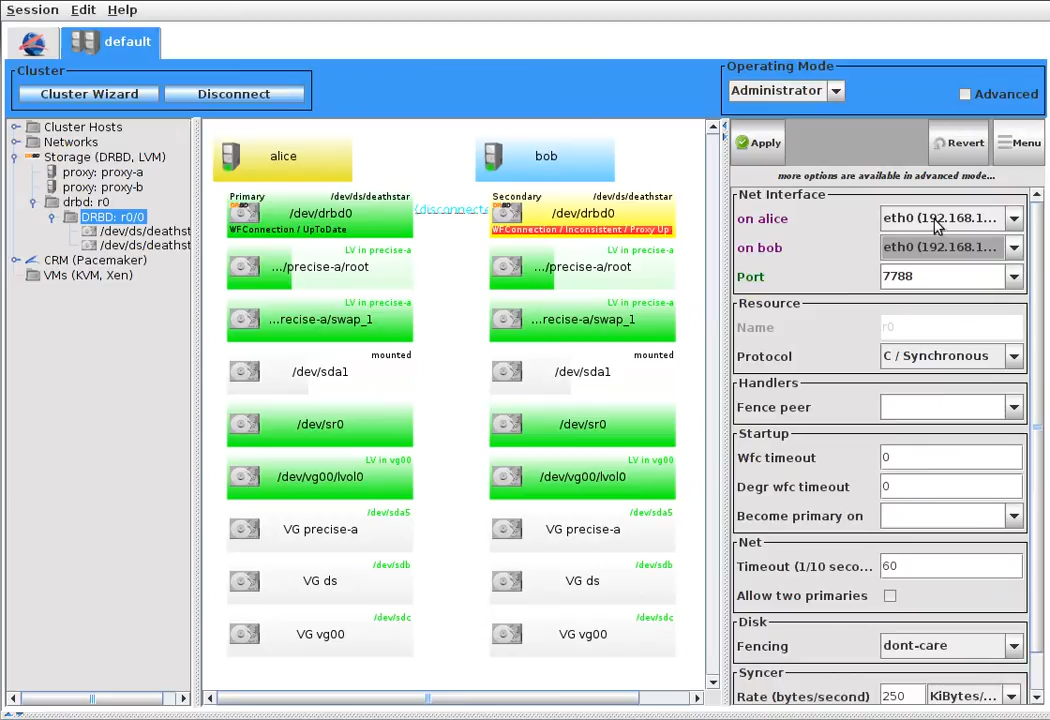 Session Edit Help
default
Cluster
Cluster Wizard
Disconnect
Operating Mode
Administrator
Advanced
Cluster Hosts
Networks
Storage (DRBD, LVM)
proxy: proxy-a
proxy: proxy-b
drbd: r0
DRBD: r0/0
/dev/ds/deathst
/dev/ds/deathst
CRM (Pacemaker)
VMs (KVM, Xen)
alice
bob
Primary /dev/ds/deathstar
/dev/drbd0
WFConnection / UpToDate
(disconnecte
Secondary /dev/ds/deathstar
/dev/drbd0
WFConnection / Inconsistent / Proxy Up
LV in precise-a
.../precise-a/root
LV in precise-a
.../precise-a/root
LV in precise-a
...recise-a/swap_1
LV in precise-a
...recise-a/swap_1
mounted
/dev/sda1
mounted
/dev/sda1
/dev/sr0
/dev/sr0
LV in vg00
/dev/vg00/lvol0
LV in vg00
/dev/vg00/lvol0
/dev/sda5
VG precise-a
/dev/sda5
VG precise-a
/dev/sdb
VG ds
/dev/sdb
VG ds
/dev/sdc
VG vg00
/dev/sdc
VG vg00
Apply
Revert
Menu
more options are available in advanced mode...
Net Interface
on alice eth0 (192.168.1...
on bob eth0 (192.168.1...
Port 7788
Resource
Name r0
Protocol C / Synchronous
Handlers
Fence peer
Startup
Wfc timeout 0
Degr wfc timeout 0
Become primary on
Net
Timeout (1/10 seco... 60
Allow two primaries
Disk
Fencing dont-care
Syncer
Rate (bytes/second) 250 KiBytes/...